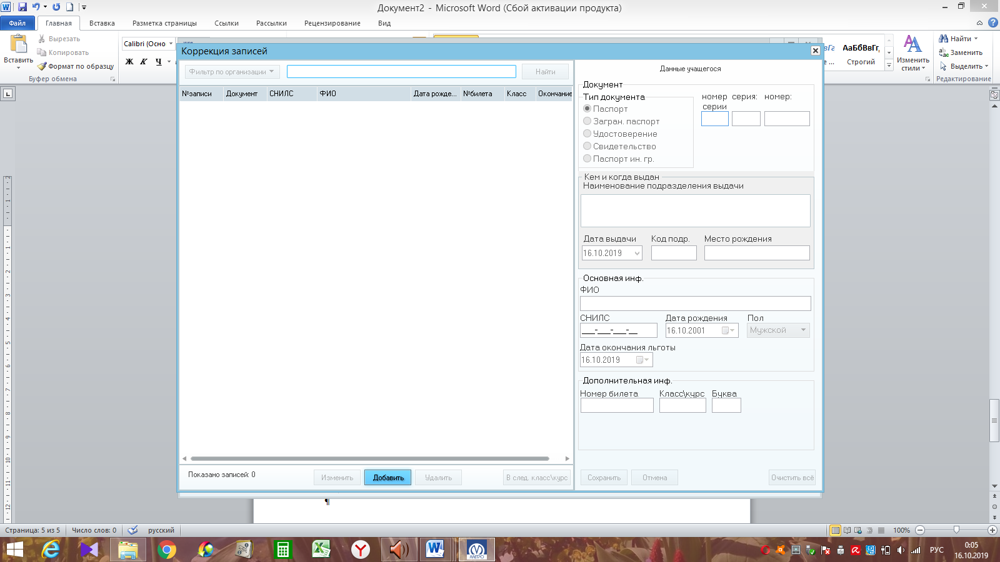 Документ2 - Microsoft Word (Сбой активации продукта)
Файл Главная Вставка Разметка страницы Ссылки Рассылки Рецензирование Вид
Вставить
Вырезать
Копировать
Формат по образцу
Буфер обмена
Calibri (Осно
Ж К Ч
АаБбВвГг,
Строгий
Изменить стили
Найти
Заменить
Выделить
Редактирование
Коррекция записей
Фильтр по организации
Найти
№записи Документ СНИЛС ФИО Дата рожде... №билета Класс Окончание
Показано записей: 0
Изменить Добавить Удалить В след. класс\курс
Данные учащегося
Документ
Тип документа
Паспорт
Загран. паспорт
Удостоверение
Свидетельство
Паспорт ин. гр.
номер серии
серия:
номер:
Кем и когда выдан
Наименование подразделения выдачи
Дата выдачи Код подр. Место рождения
16.10.2019
Основная инф.
ФИО
СНИЛС Дата рождения Пол
___-___-___-__ 16.10.2001 Мужской
Дата окончания льготы
16.10.2019
Дополнительная инф.
Номер билета Класс\курс Буква
Сохранить Отмена Очистить всё
Страница: 5 из 5 Число слов: 0 русский
100%
МЕТРО
РУС
0:05
16.10.2019